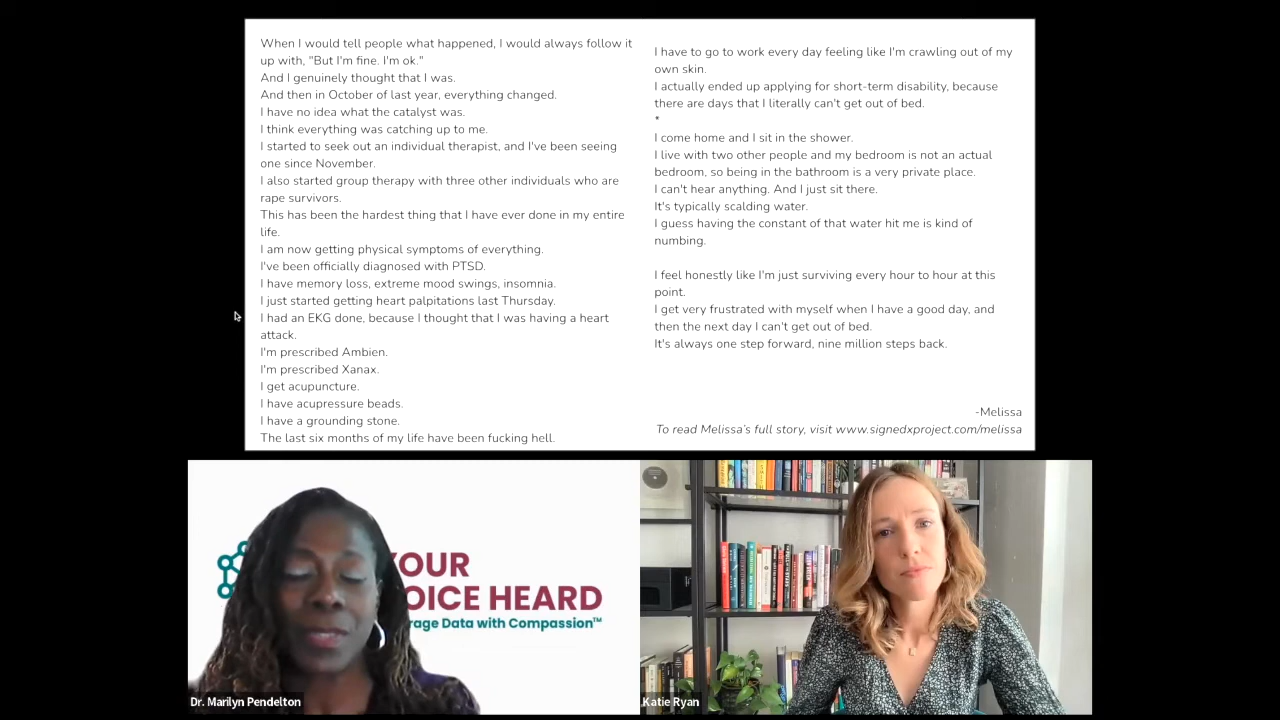 When I would tell people what happened, I would always follow it
up with, "But I'm fine. I'm ok."
And I genuinely thought that I was.
And then in October of last year, everything changed.
I have no idea what the catalyst was.
I think everything was catching up to me.
I started to seek out an individual therapist, and I've been seeing
one since November.
I also started group therapy with three other individuals who are
rape survivors.
This has been the hardest thing that I have ever done in my entire
life.
I am now getting physical symptoms of everything.
I've been officially diagnosed with PTSD.
I have memory loss, extreme mood swings, insomnia.
I just started getting heart palpitations last Thursday.
I had an EKG done, because I thought that I was having a heart
attack.
I'm prescribed Ambien.
I'm prescribed Xanax.
I get acupuncture.
I have acupressure beads.
I have a grounding stone.
The last six months of my life have been fucking hell.
I have to go to work every day feeling like I'm crawling out of my
own skin.
I actually ended up applying for short-term disability, because
there are days that I literally can't get out of bed.
*
I come home and I sit in the shower.
I live with two other people and my bedroom is not an actual
bedroom, so being in the bathroom is a very private place.
I can't hear anything. And I just sit there.
It's typically scalding water.
I guess having the constant of that water hit me is kind of
numbing.
I feel honestly like I'm just surviving every hour to hour at this
point.
I get very frustrated with myself when I have a good day, and
then the next day I can't get out of bed.
It's always one step forward, nine million steps back.
-Melissa
To read Melissa's full story, visit www.signedxproject.com/melissa
YOUR
OICE HEARD
rage Data with Compassion™
Dr. Marilyn Pendelton
Katie Ryan